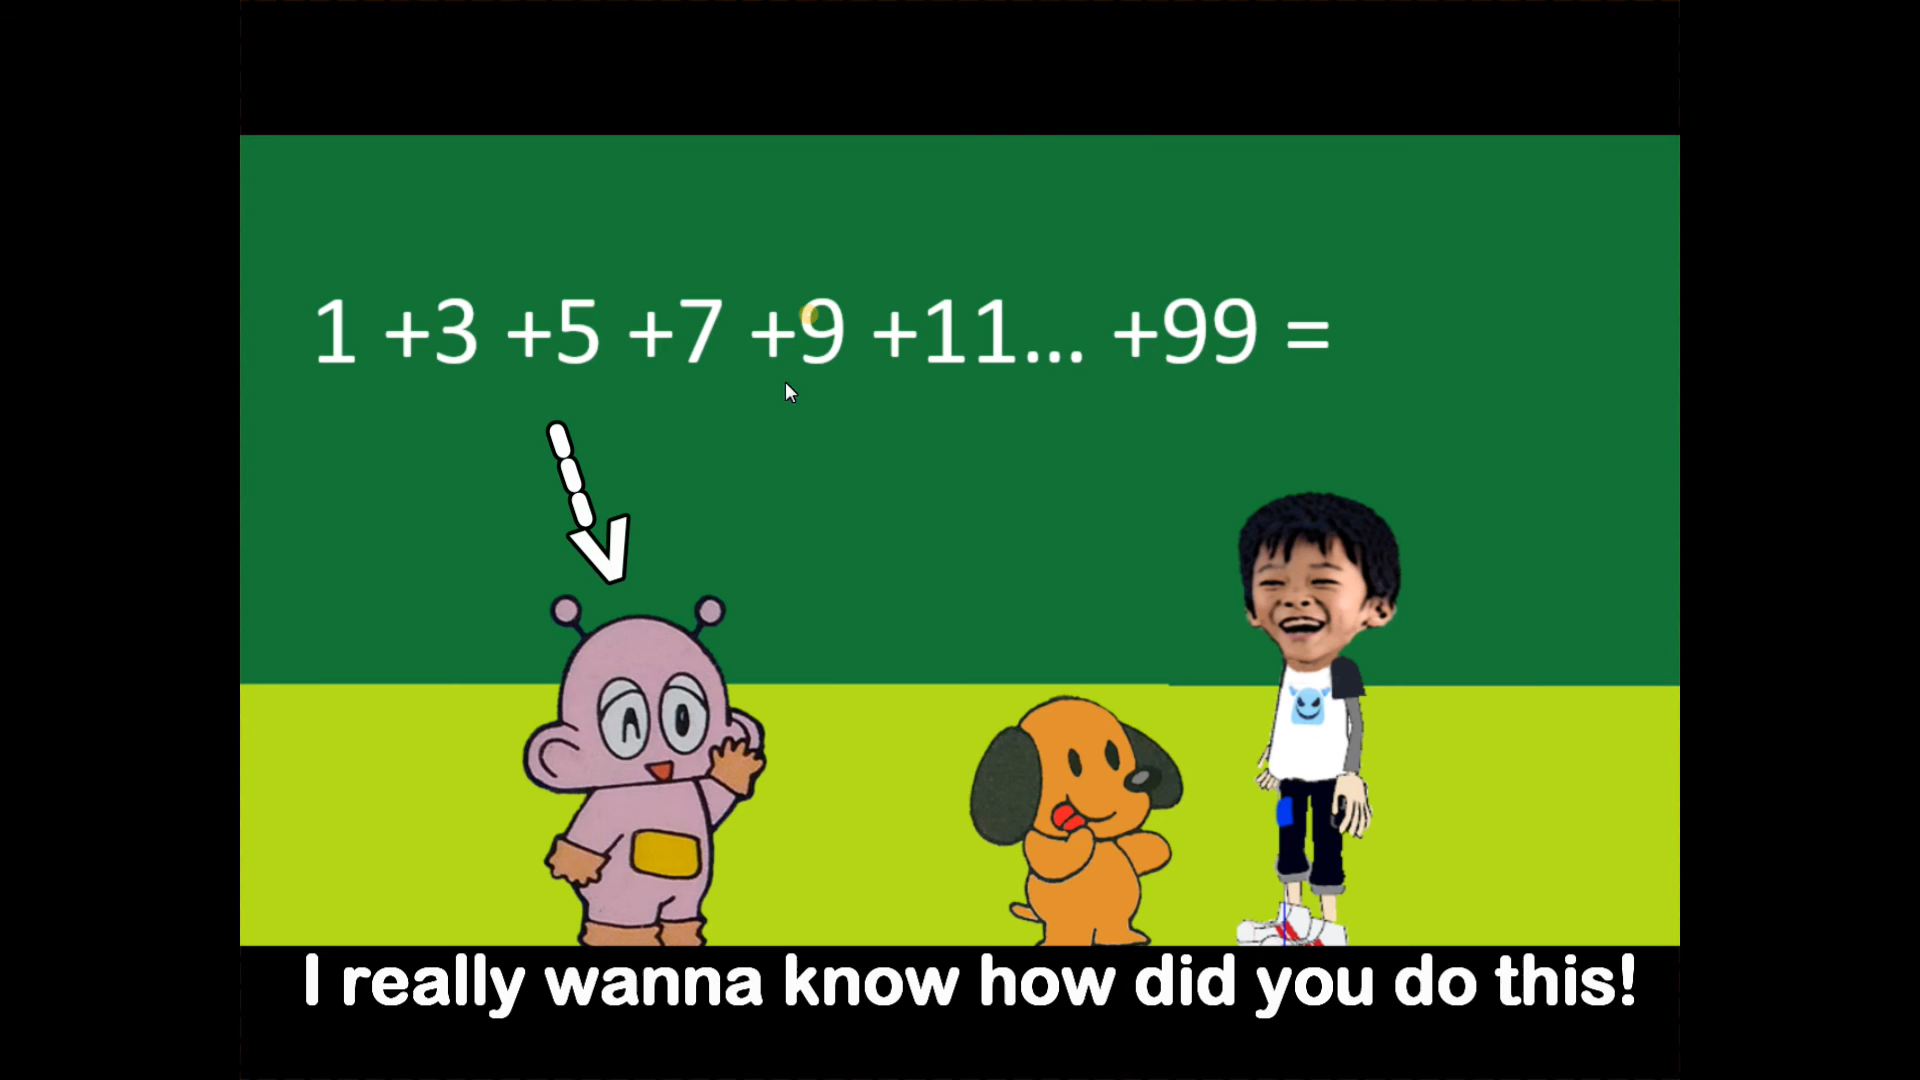 1 +3 +5 +7 +9 +11... +99 =
I really wanna know how did you do this!